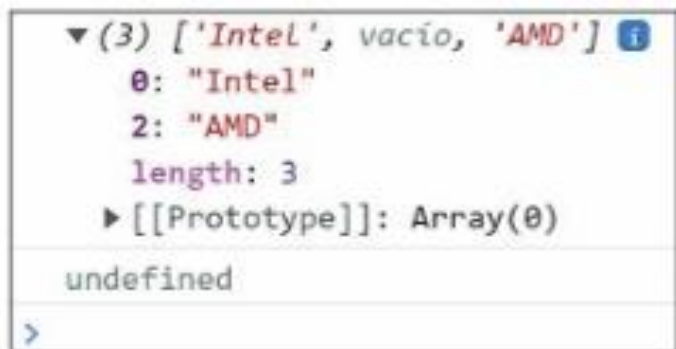 ▼ (3) ['Intel', vacío, 'AMD'] i
0: "Intel"
2: "AMD"
length: 3
▶ [[Prototype]]: Array(0)
undefined
>